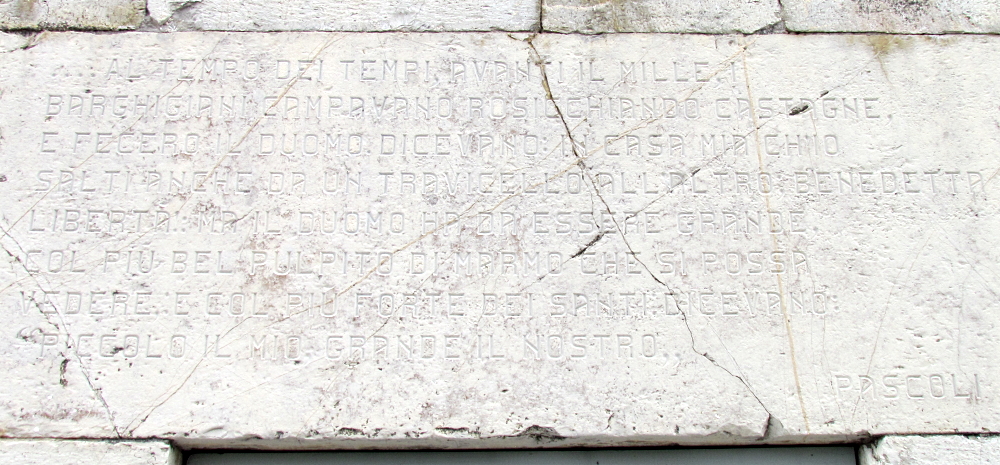 ... AL TEMPO DEI TEMPI, AVANTI IL MILLE, I
BARGHIGIANI CAMPAVANO ROSICCHIANDO CASTAGNE,
E FECERO IL DUOMO. DICEVANO: IN CASA MIA CH'IO
SALTI ANCHE DA UN TRAVICELLO ALL'ALTRO: BENEDETTA
LIBERTÀ. MA IL DUOMO HA DA ESSERE GRANDE.
COL PIÙ BEL PULPITO DI MARMO CHE SI POSSA
VEDERE. E COL PIÙ FORTE DEI SANTI. DICEVANO:
"PICCOLO IL MIO, GRANDE IL NOSTRO..
PASCOLI